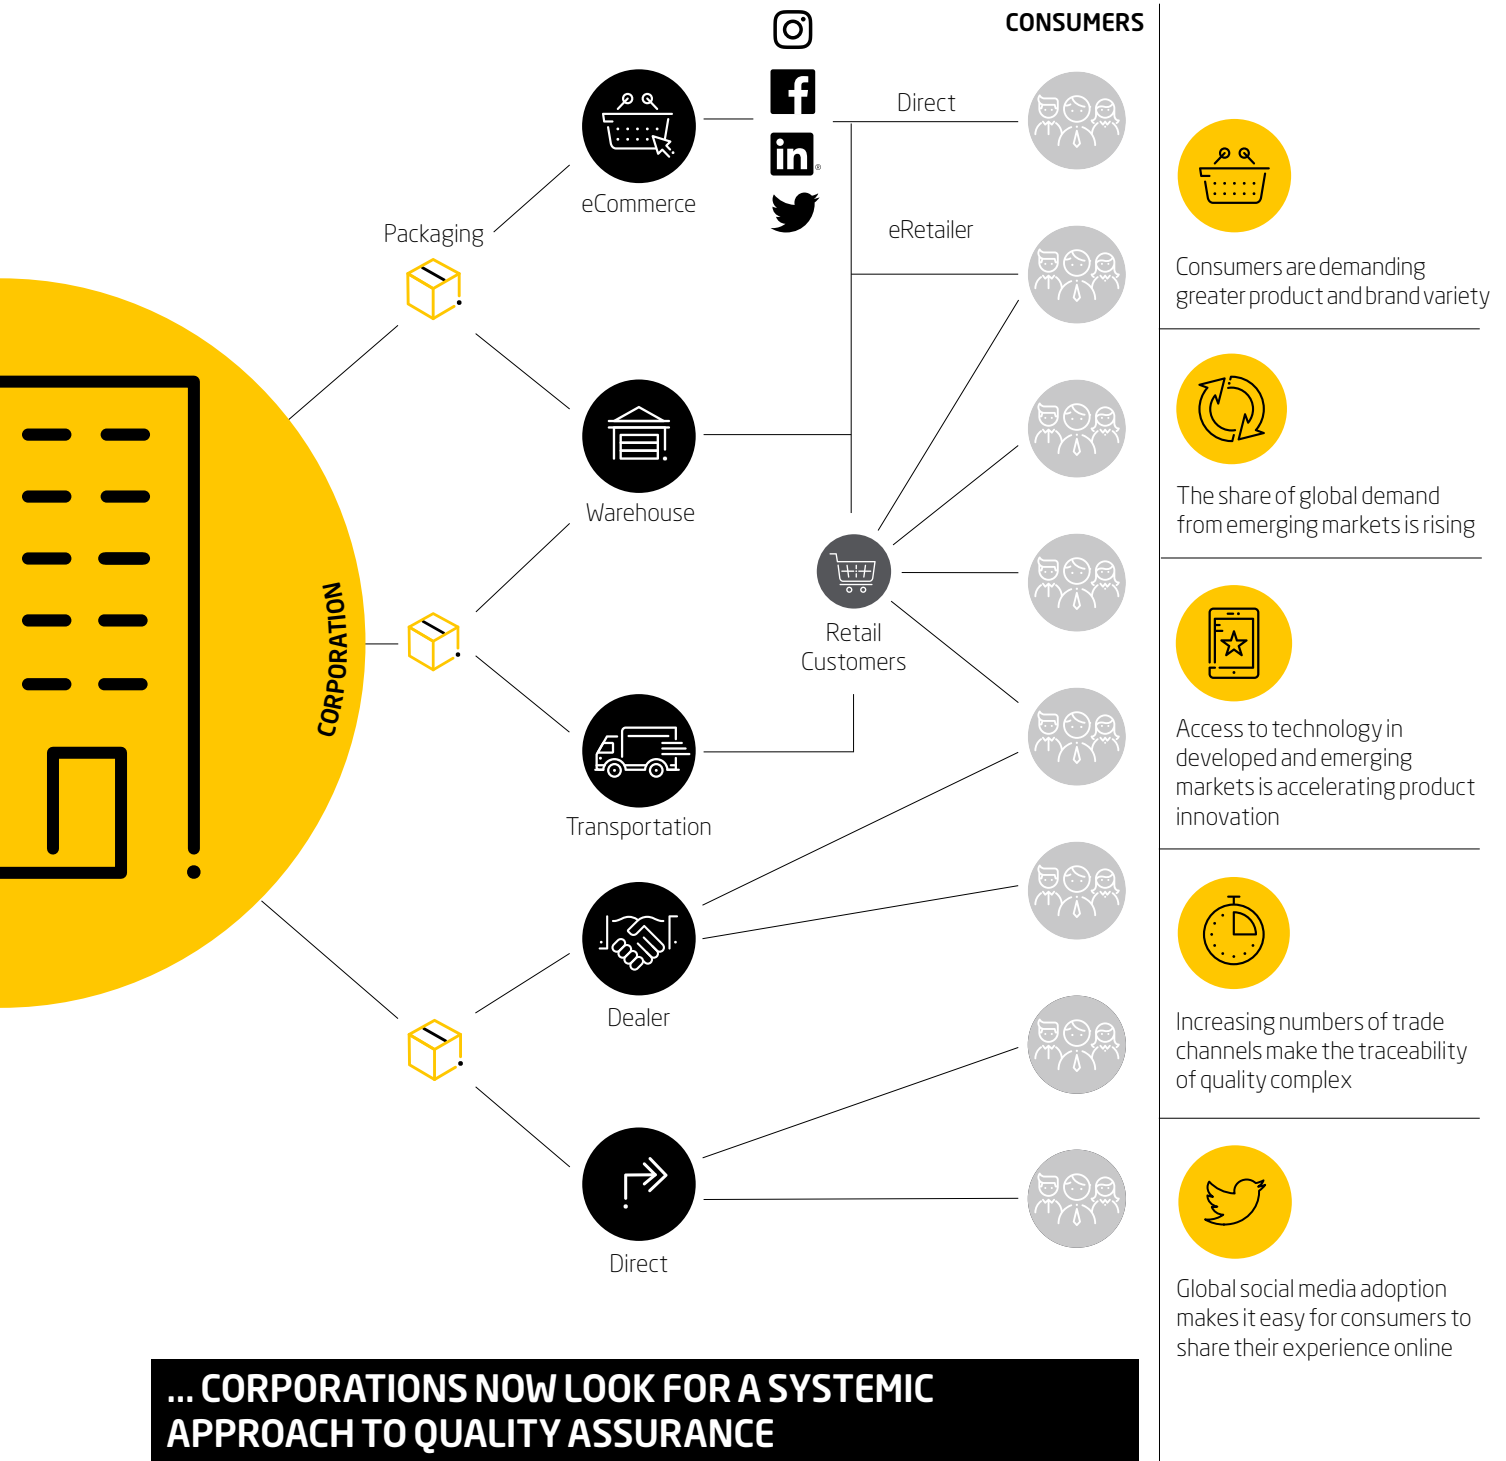 CONSUMERS
Direct
in
®
eCommerce
Packaging
eRetailer
Warehouse
CORPORATION
Retail
Customers
Transportation
Dealer
Direct
Consumers are demanding
greater product and brand variety
The share of global demand
from emerging markets is rising
Access to technology in
developed and emerging
markets is accelerating product
innovation
Increasing numbers of trade
channels make the traceability
of quality complex
Global social media adoption
makes it easy for consumers to
share their experience online
... CORPORATIONS NOW LOOK FOR A SYSTEMIC
APPROACH TO QUALITY ASSURANCE